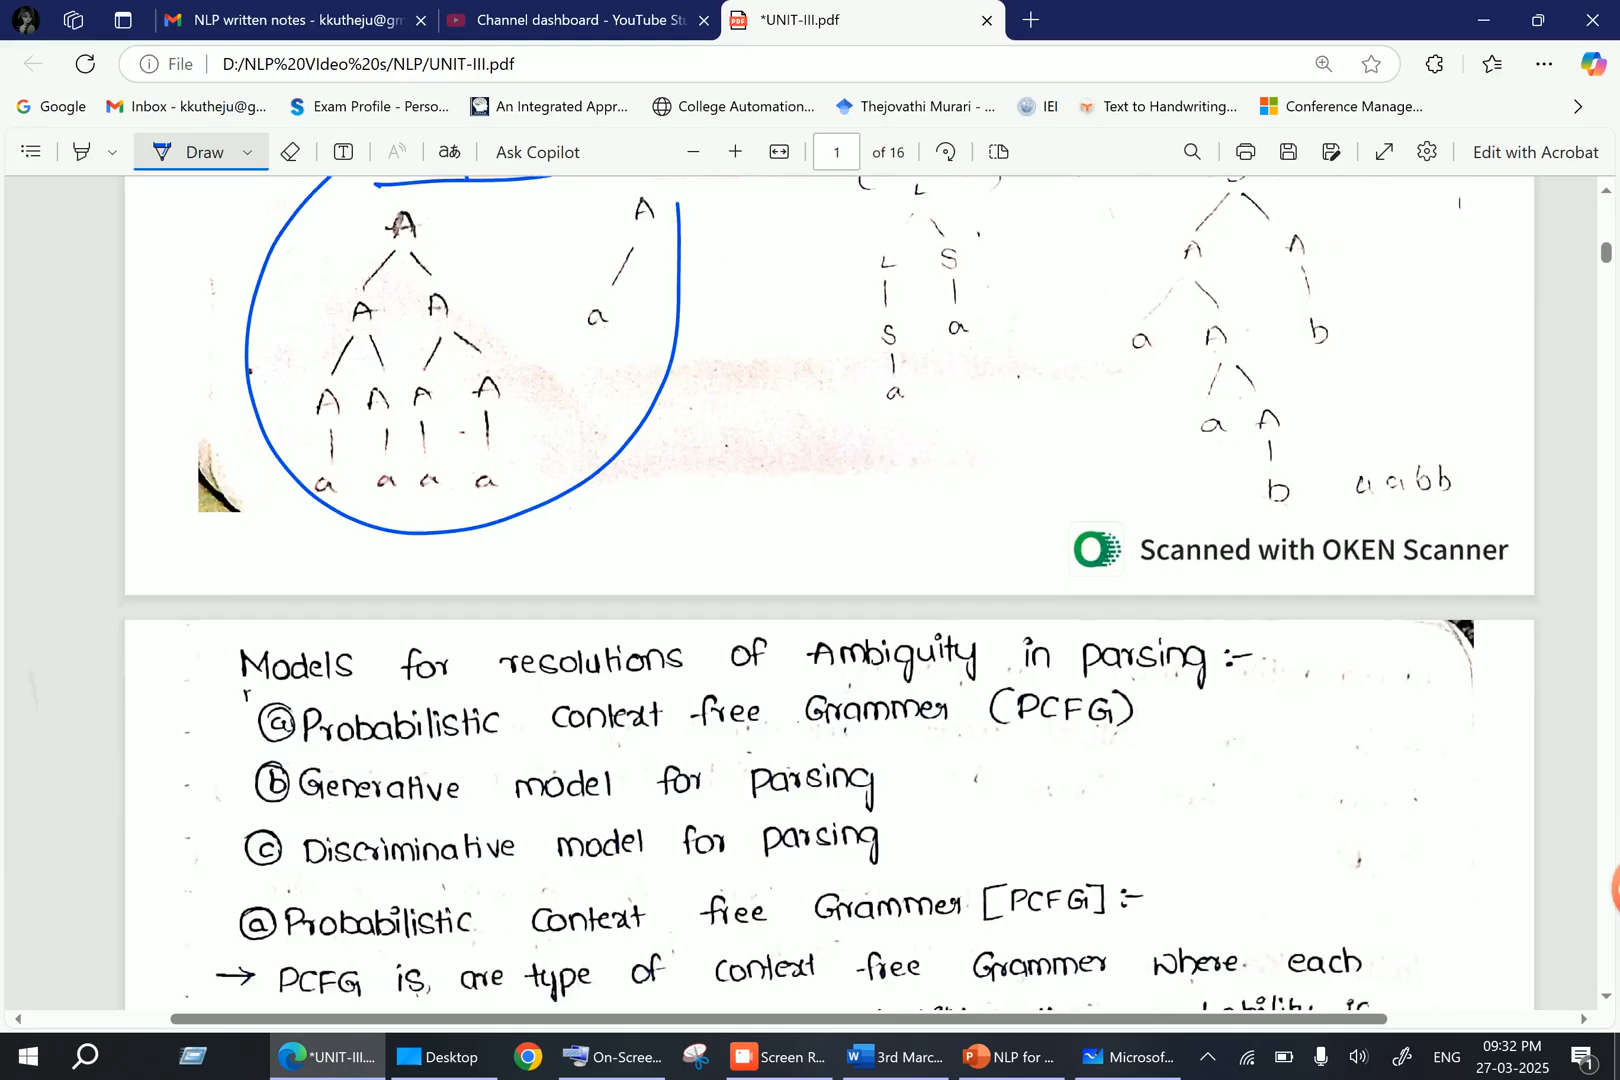 NLP written notes - kkutheju@gm
Channel dashboard - YouTube Stu
*UNIT-III.pdf
File
D:/NLP%20VIdeo%20s/NLP/UNIT-III.pdf
Google
Inbox - kkutheju@g...
Exam Profile - Perso...
An Integrated Appr...
College Automation...
Thejovathi Murari - ...
IEI
Text to Handwriting...
Conference Manage...
Draw
Ask Copilot
1
of 16
Edit with Acrobat
A
A
L
A A
L S
A A
S a
a A b
A A A A
a
a A
a a a a
a
b
a a b b
Scanned with OKEN Scanner
Models for resolutions of Ambiguity in parsing :-
(a) Probabilistic Context -free Grammer (PCFG)
(b) Generative model for parsing
(c) Discriminative model for parsing
(a) Probabilistic Context free Grammer [PCFG] :-
→ PCFG is, are type of context -free Grammer where each
*UNIT-III....
Desktop
On-Scree...
Screen R...
3rd Marc...
NLP for ...
Microsof...
ENG
09:32 PM
27-03-2025
1